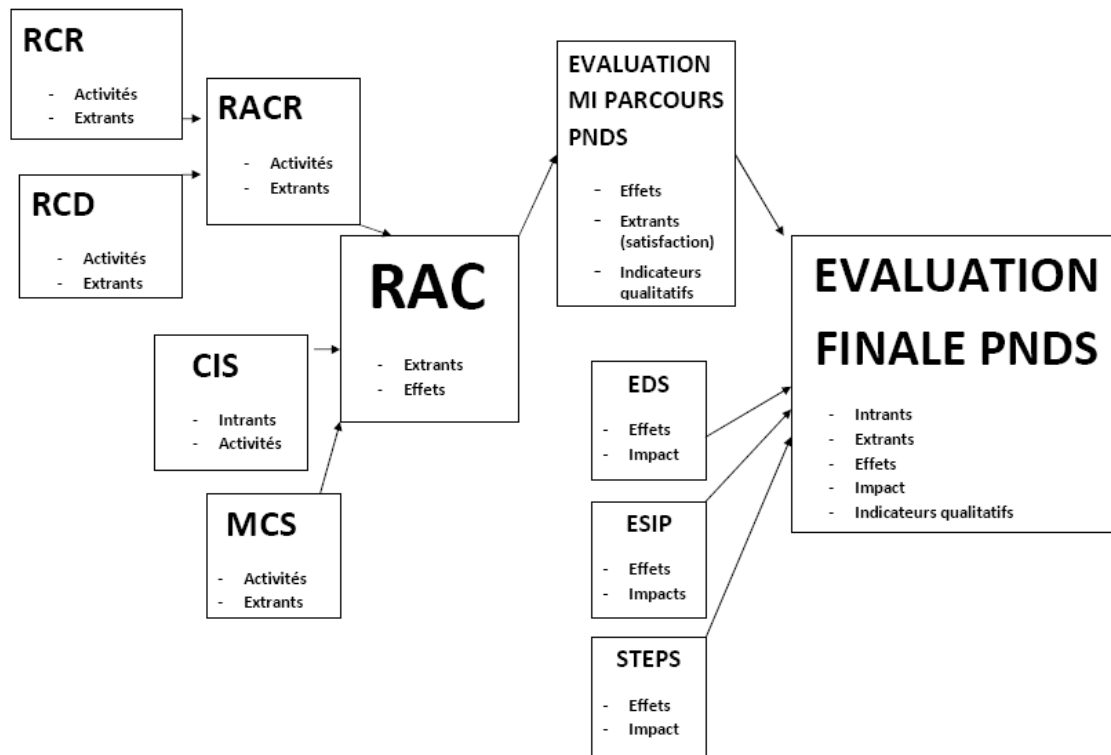 RCR
- Activités
- Extrants
RCD
- Activités
- Extrants
RACR
- Activités
- Extrants
CIS
- Intrants
- Activités
MCS
- Activités
- Extrants
RAC
- Extrants
- Effets
EVALUATION
MI PARCOURS
PNDS
- Effets
- Extrants
(satisfaction)
- Indicateurs
qualitatifs
EDS
- Effets
- Impact
ESIP
- Effets
- Impacts
STEPS
- Effets
- Impact
EVALUATION
FINALE PNDS
- Intrants
- Extrants
- Effets
- Impact
- Indicateurs qualitatifs